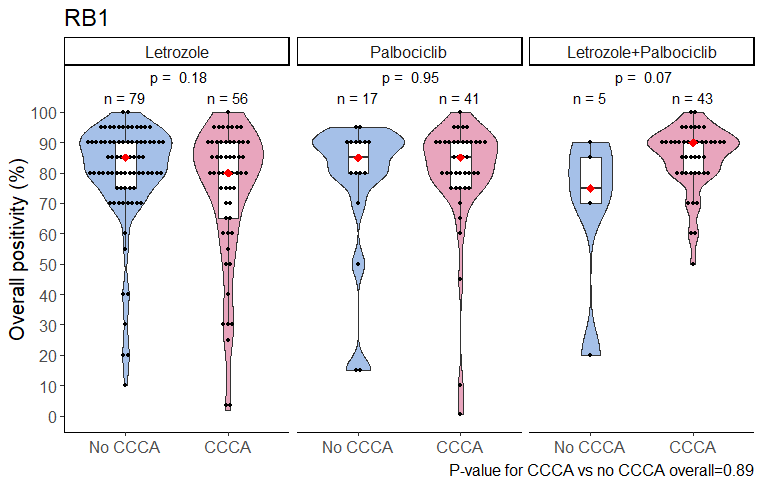 RB1
Letrozole Palbociclib Letrozole+Palbociclib
p = 0.18 p = 0.95 p = 0.07
n = 79 n = 56 n = 17 n = 41 n = 5 n = 43
Overall positivity (%)
100
90
80
70
60
50
40
30
20
10
0
No CCCA CCCA No CCCA CCCA No CCCA CCCA
P-value for CCCA vs no CCCA overall=0.89